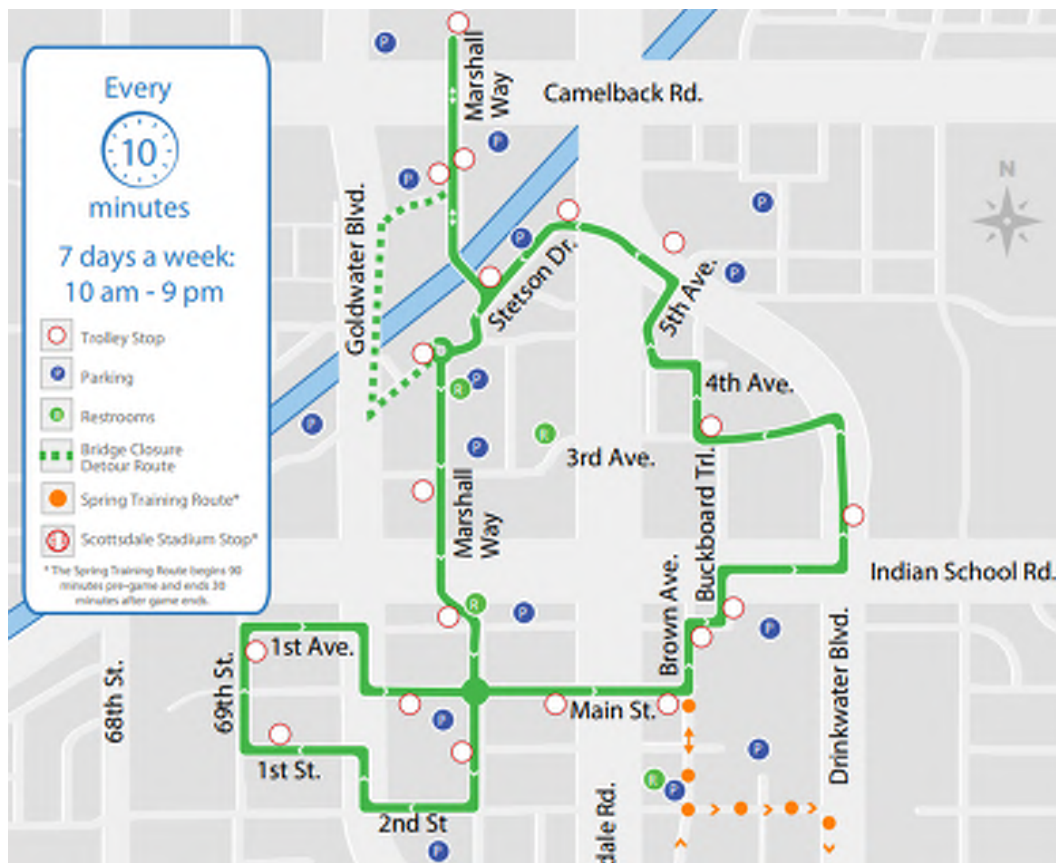 Every
10
minutes
7 days a week:
10 am - 9 pm
Trolley Stop
P
Parking
R
Restrooms
Bridge Closure
Detour Route
Spring Training Route*
Scottsdale Stadium Stop*
* The Spring Training Route begins 90
minutes pre-game and ends 30
minutes after game ends.
P
Marshall
Way
Camelback Rd.
P
P
N
P
Goldwater Blvd.
P
Stetson Dr.
P
5th Ave.
P
R
4th Ave.
P
R
P
3rd Ave.
Buckboard Trl.
Marshall
Way
Indian School Rd.
R
P
Brown Ave.
P
Drinkwater Blvd.
1st Ave.
68th St.
69th St.
Main St.
P
P
1st St.
R
P
2nd St
dale Rd.
P